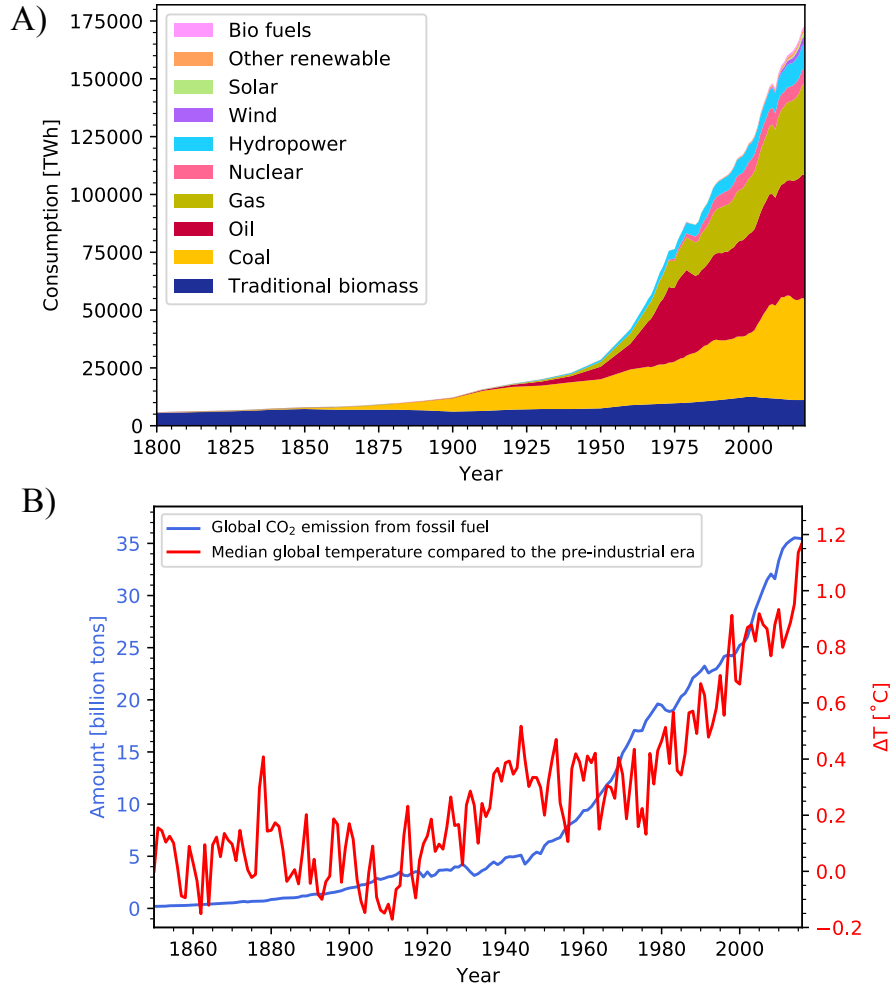 A)
175000
150000
125000
100000
75000
50000
25000
0
Consumption [TWh]
Bio fuels
Other renewable
Solar
Wind
Hydropower
Nuclear
Gas
Oil
Coal
Traditional biomass
1800 1825 1850 1875 1900 1925 1950 1975 2000
Year
B)
Global CO₂ emission from fossil fuel
Median global temperature compared to the pre-industrial era
35
30
25
20
15
10
5
0
Amount [billion tons]
1.2
1.0
0.8
0.6
0.4
0.2
0.0
−0.2
ΔT [°C]
1860 1880 1900 1920 1940 1960 1980 2000
Year